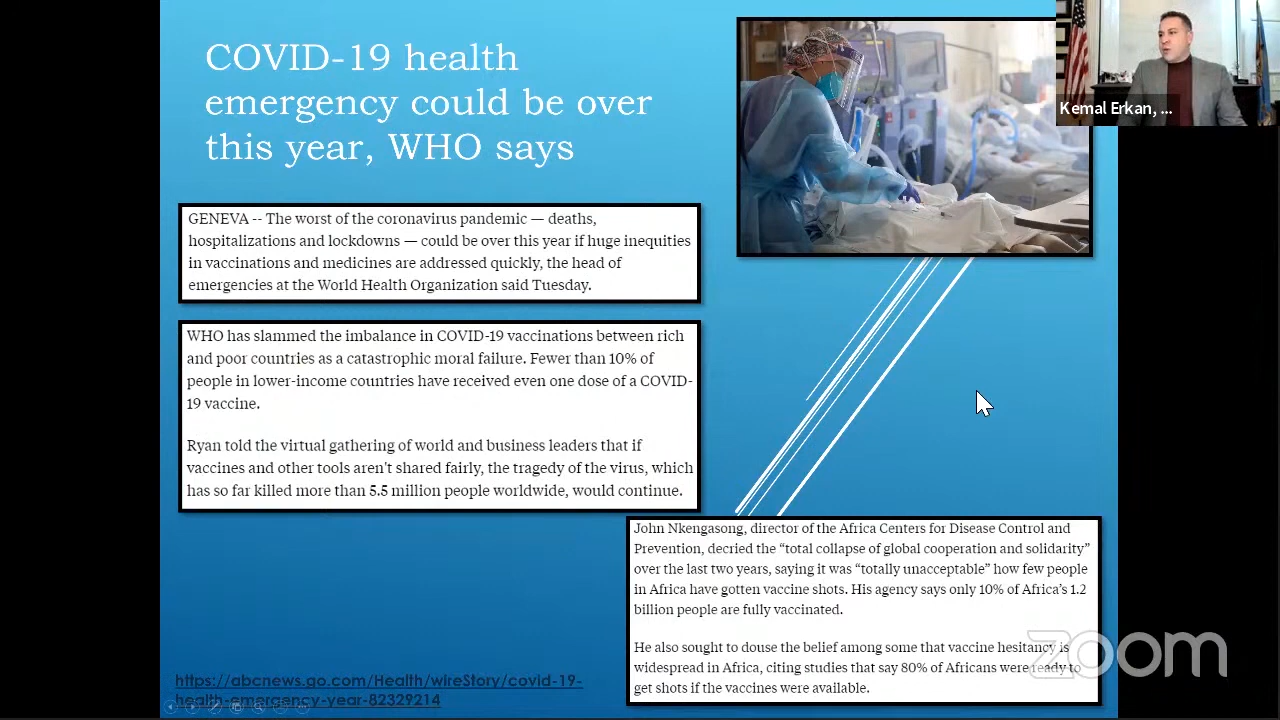 COVID-19 health
emergency could be over
this year, WHO says
Kemal Erkan, ...
GENEVA -- The worst of the coronavirus pandemic — deaths,
hospitalizations and lockdowns — could be over this year if huge inequities
in vaccinations and medicines are addressed quickly, the head of
emergencies at the World Health Organization said Tuesday.
WHO has slammed the imbalance in COVID-19 vaccinations between rich
and poor countries as a catastrophic moral failure. Fewer than 10% of
people in lower-income countries have received even one dose of a COVID-
19 vaccine.
Ryan told the virtual gathering of world and business leaders that if
vaccines and other tools aren't shared fairly, the tragedy of the virus, which
has so far killed more than 5.5 million people worldwide, would continue.
John Nkengasong, director of the Africa Centers for Disease Control and
Prevention, decried the “total collapse of global cooperation and solidarity”
over the last two years, saying it was “totally unacceptable” how few people
in Africa have gotten vaccine shots. His agency says only 10% of Africa’s 1.2
billion people are fully vaccinated.
He also sought to douse the belief among some that vaccine hesitancy is
widespread in Africa, citing studies that say 80% of Africans were ready to
get shots if the vaccines were available.
https://abcnews.go.com/Health/wireStory/covid-19-
health-emergency-year-82329214
zoom